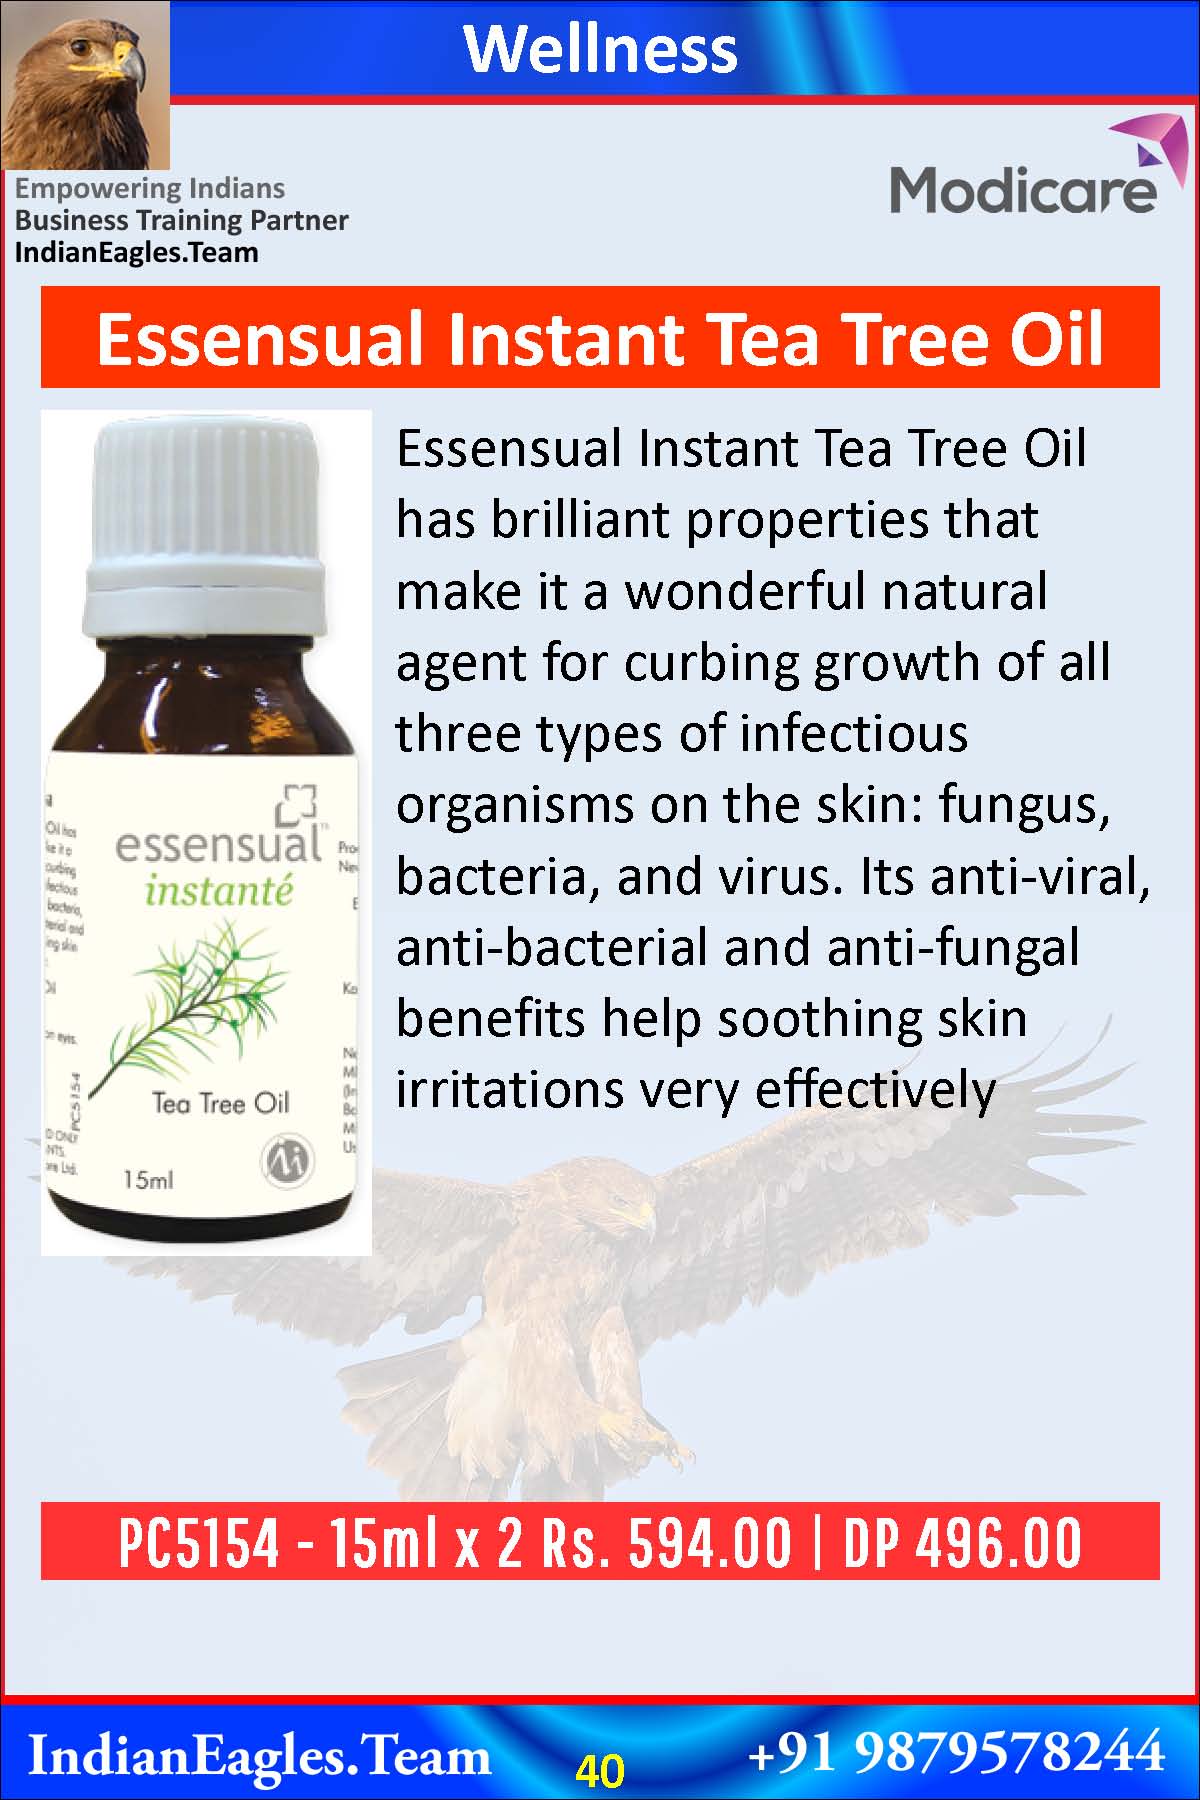 Wellness
Modicare
Empowering Indians
Business Training Partner
IndianEagles.Team
Essensual Instant Tea Tree Oil
Essensual Instant Tea Tree Oil
has brilliant properties that
make it a wonderful natural
agent for curbing growth of all
three types of infectious
organisms on the skin: fungus,
bacteria, and virus. Its anti-viral,
anti-bacterial and anti-fungal
benefits help soothing skin
irritations very effectively
essensual
instanté
Tea Tree Oil
15ml
PC5154
PC5154 - 15ml x 2 Rs. 594.00 | DP 496.00
IndianEagles.Team
40
+91 9879578244